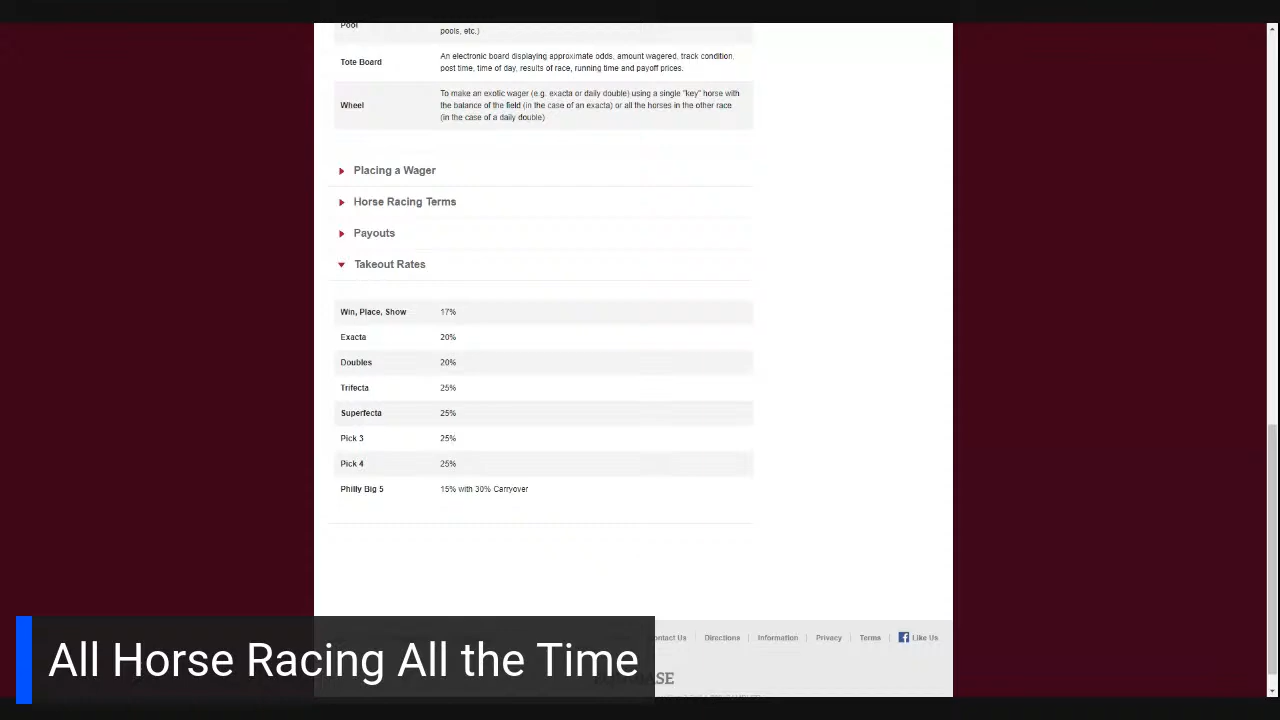 Pool
pools, etc.)
Tote Board
An electronic board displaying approximate odds, amount wagered, track condition,
post time, time of day, results of race, running time and payoff prices.
Wheel
To make an exotic wager (e.g. exacta or daily double) using a single "key" horse with
the balance of the field (in the case of an exacta) or all the horses in the other race
(in the case of a daily double)
Placing a Wager
Horse Racing Terms
Payouts
Takeout Rates
Win, Place, Show 17%
Exacta 20%
Doubles 20%
Trifecta 25%
Superfecta 25%
Pick 3 25%
Pick 4 25%
Philly Big 5 15% with 30% Carryover
ontact Us Directions Information Privacy Terms Like Us
All Horse Racing All the Time